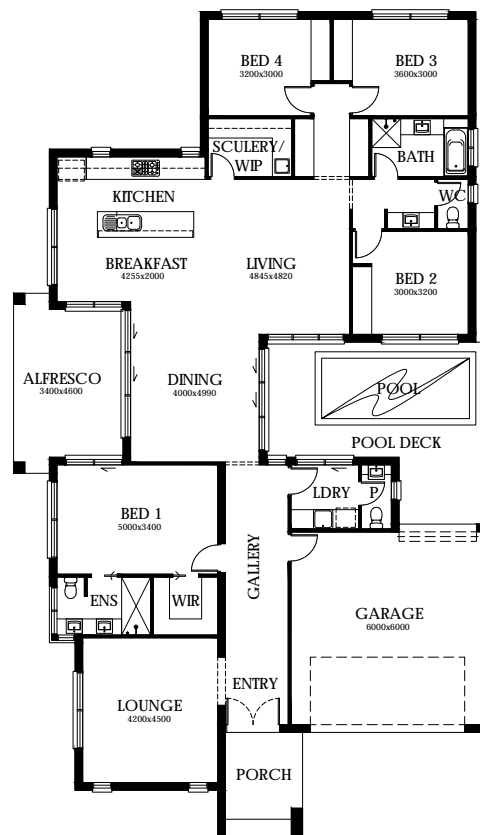 BED 4
3200x3000
BED 3
3600x3000
SCULERY/
WIP
BATH
KITCHEN
WC
BREAKFAST
4255x2000
LIVING
4845x4820
BED 2
3000x3200
ALFRESCO
3400x4600
DINING
4000x4990
POOL
POOL DECK
BED 1
5000x3400
LDRY
P
GALLERY
ENS
WIR
GARAGE
6000x6000
LOUNGE
4200x4500
ENTRY
PORCH